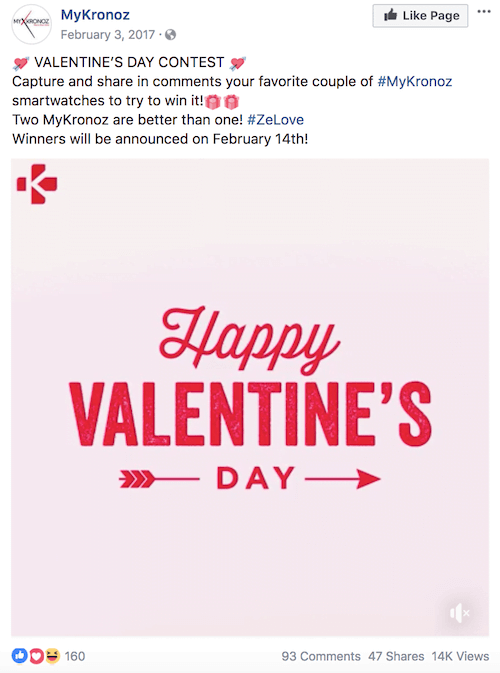 MYKRONOZ
MyKronoz
Like Page
February 3, 2017 ·
💘 VALENTINE'S DAY CONTEST 💘
Capture and share in comments your favorite couple of #MyKronoz
smartwatches to try to win it!🎁 🎁
Two MyKronoz are better than one! #ZeLove
Winners will be announced on February 14th!
Happy
VALENTINE'S
DAY
160
93 Comments 47 Shares 14K Views